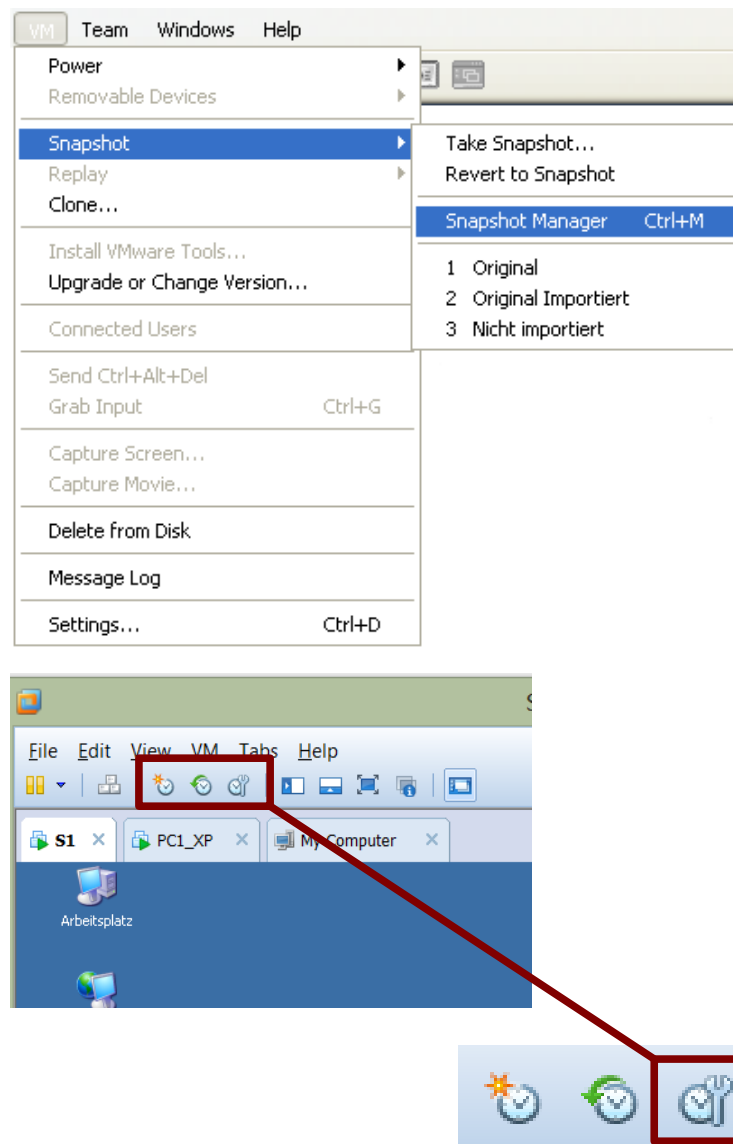 VM Team Windows Help
Power
Removable Devices
Snapshot
Replay
Clone...
Install VMware Tools...
Upgrade or Change Version...
Connected Users
Send Ctrl+Alt+Del
Grab Input Ctrl+G
Capture Screen...
Capture Movie...
Delete from Disk
Message Log
Settings... Ctrl+D
Take Snapshot...
Revert to Snapshot
Snapshot Manager Ctrl+M
1 Original
2 Original Importiert
3 Nicht importiert
File Edit View VM Tabs Help
S1 PC1_XP My Computer
Arbeitsplatz